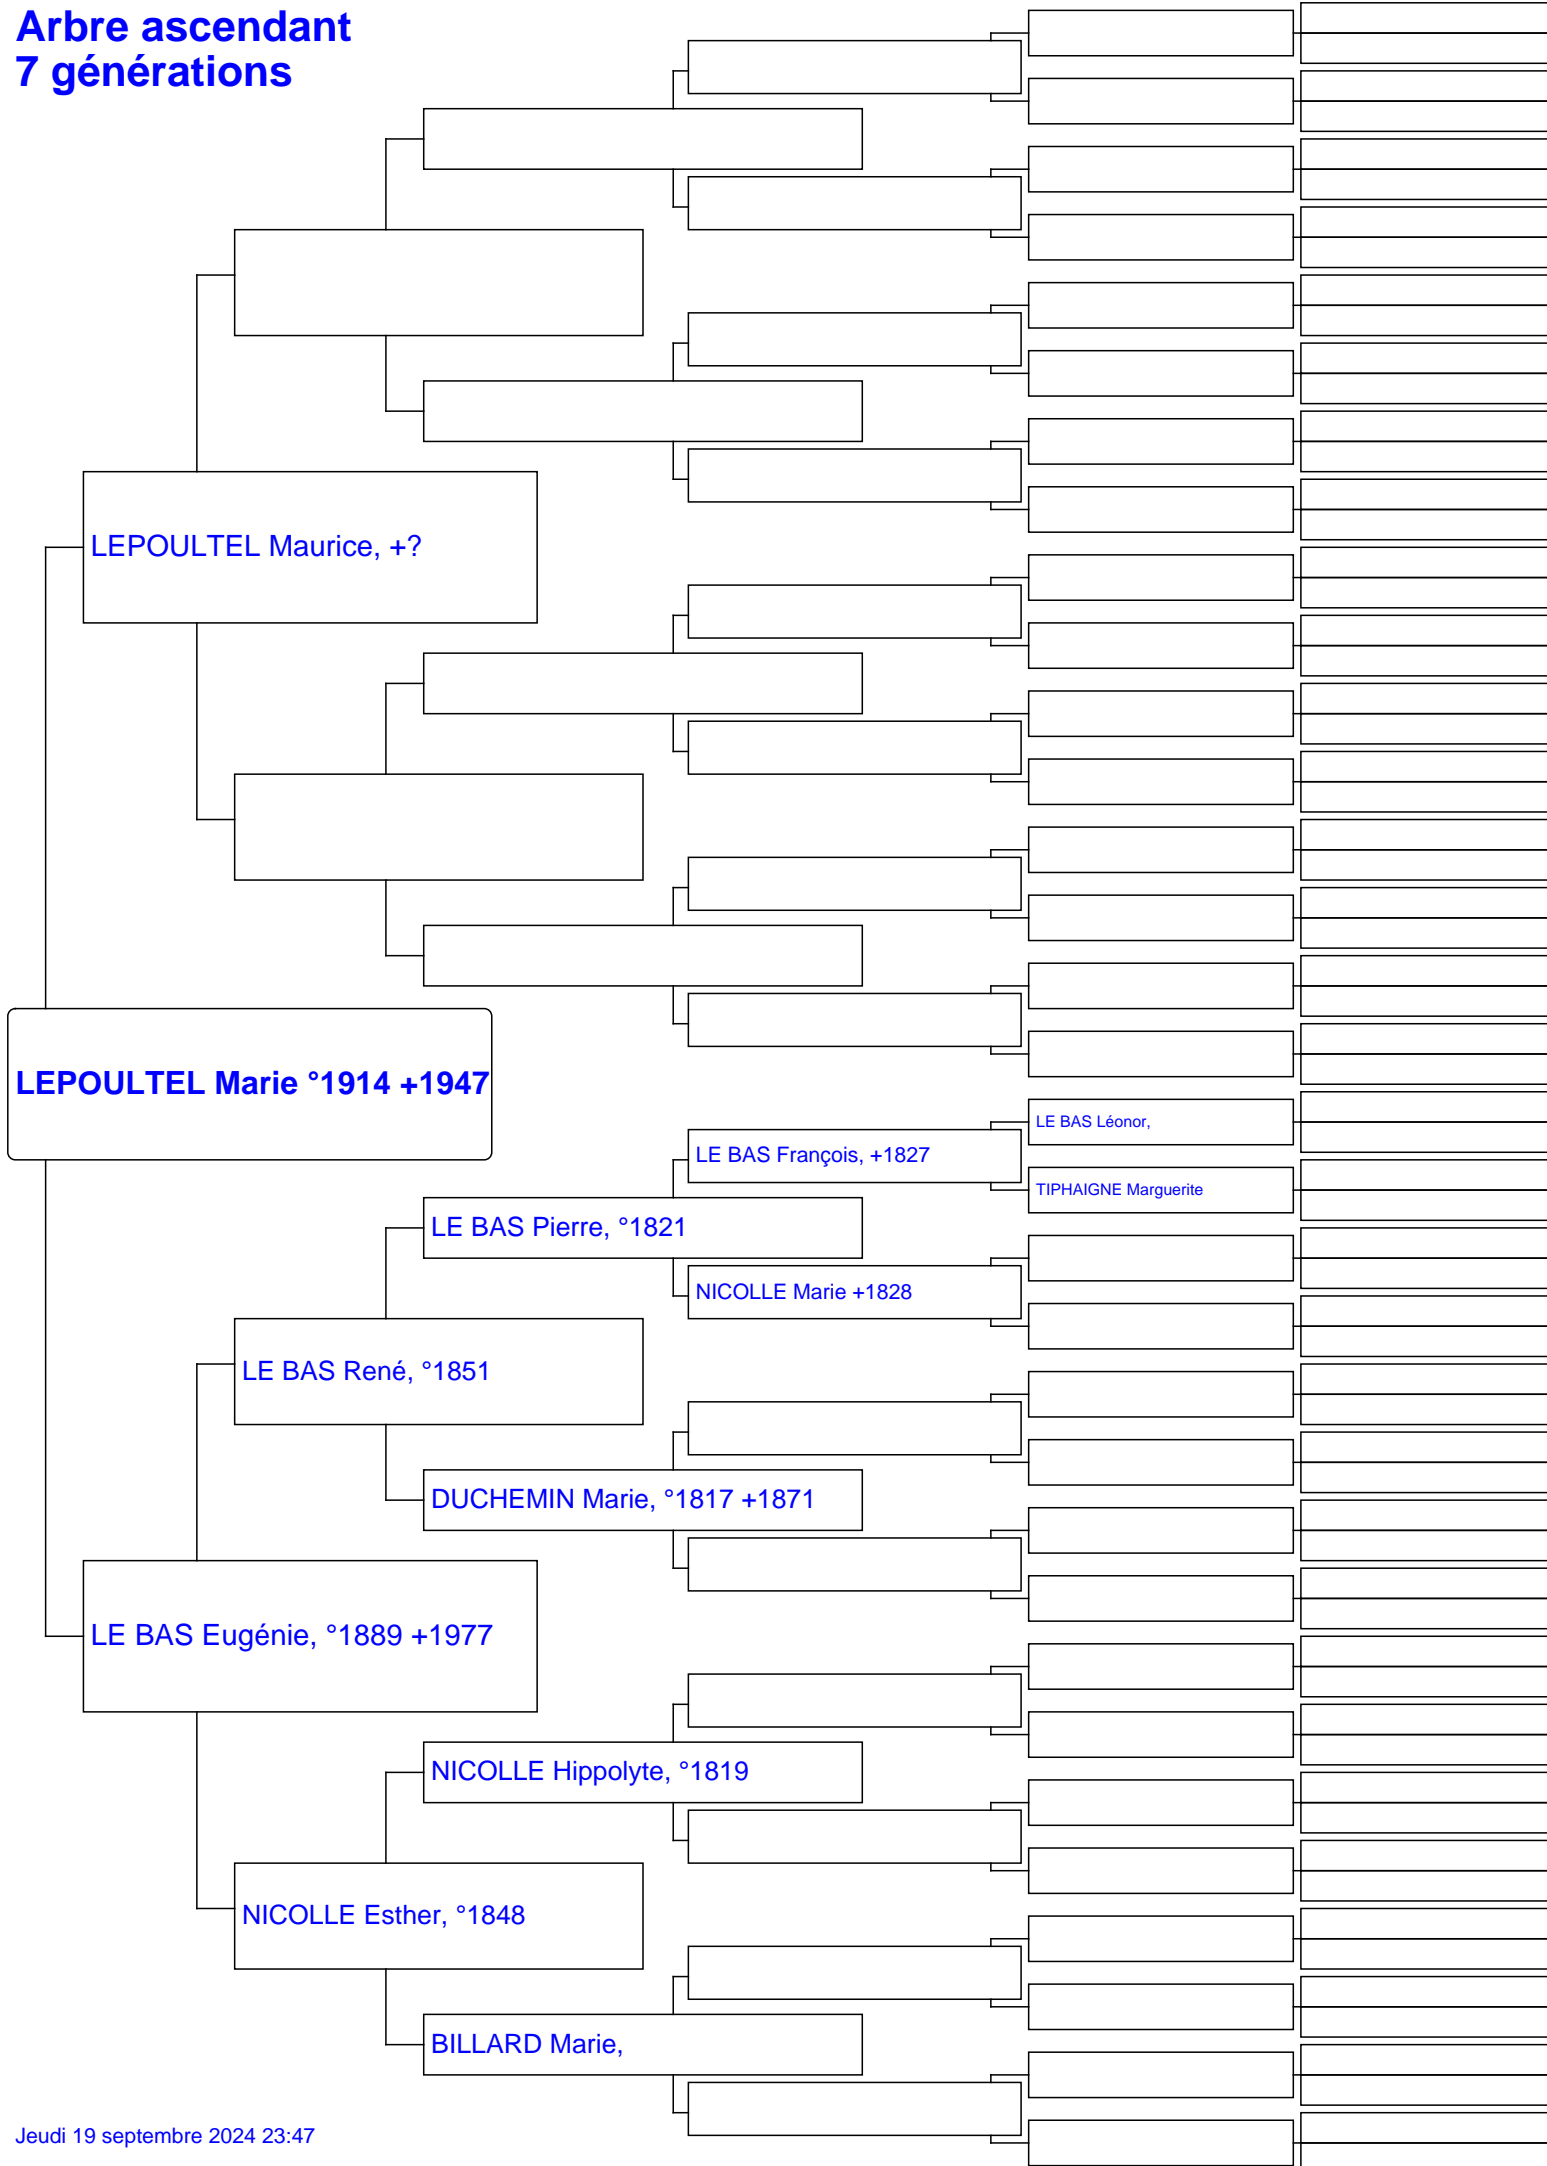 Arbre ascendant
7 générations
LEPOULTEL Maurice, +?
LEPOULTEL Marie °1914 +1947
LE BAS Léonor,
LE BAS François, +1827
TIPHAIGNE Marguerite
LE BAS Pierre, °1821
NICOLLE Marie +1828
LE BAS René, °1851
DUCHEMIN Marie, °1817 +1871
LE BAS Eugénie, °1889 +1977
NICOLLE Hippolyte, °1819
NICOLLE Esther, °1848
BILLARD Marie,
Jeudi 19 septembre 2024 23:47